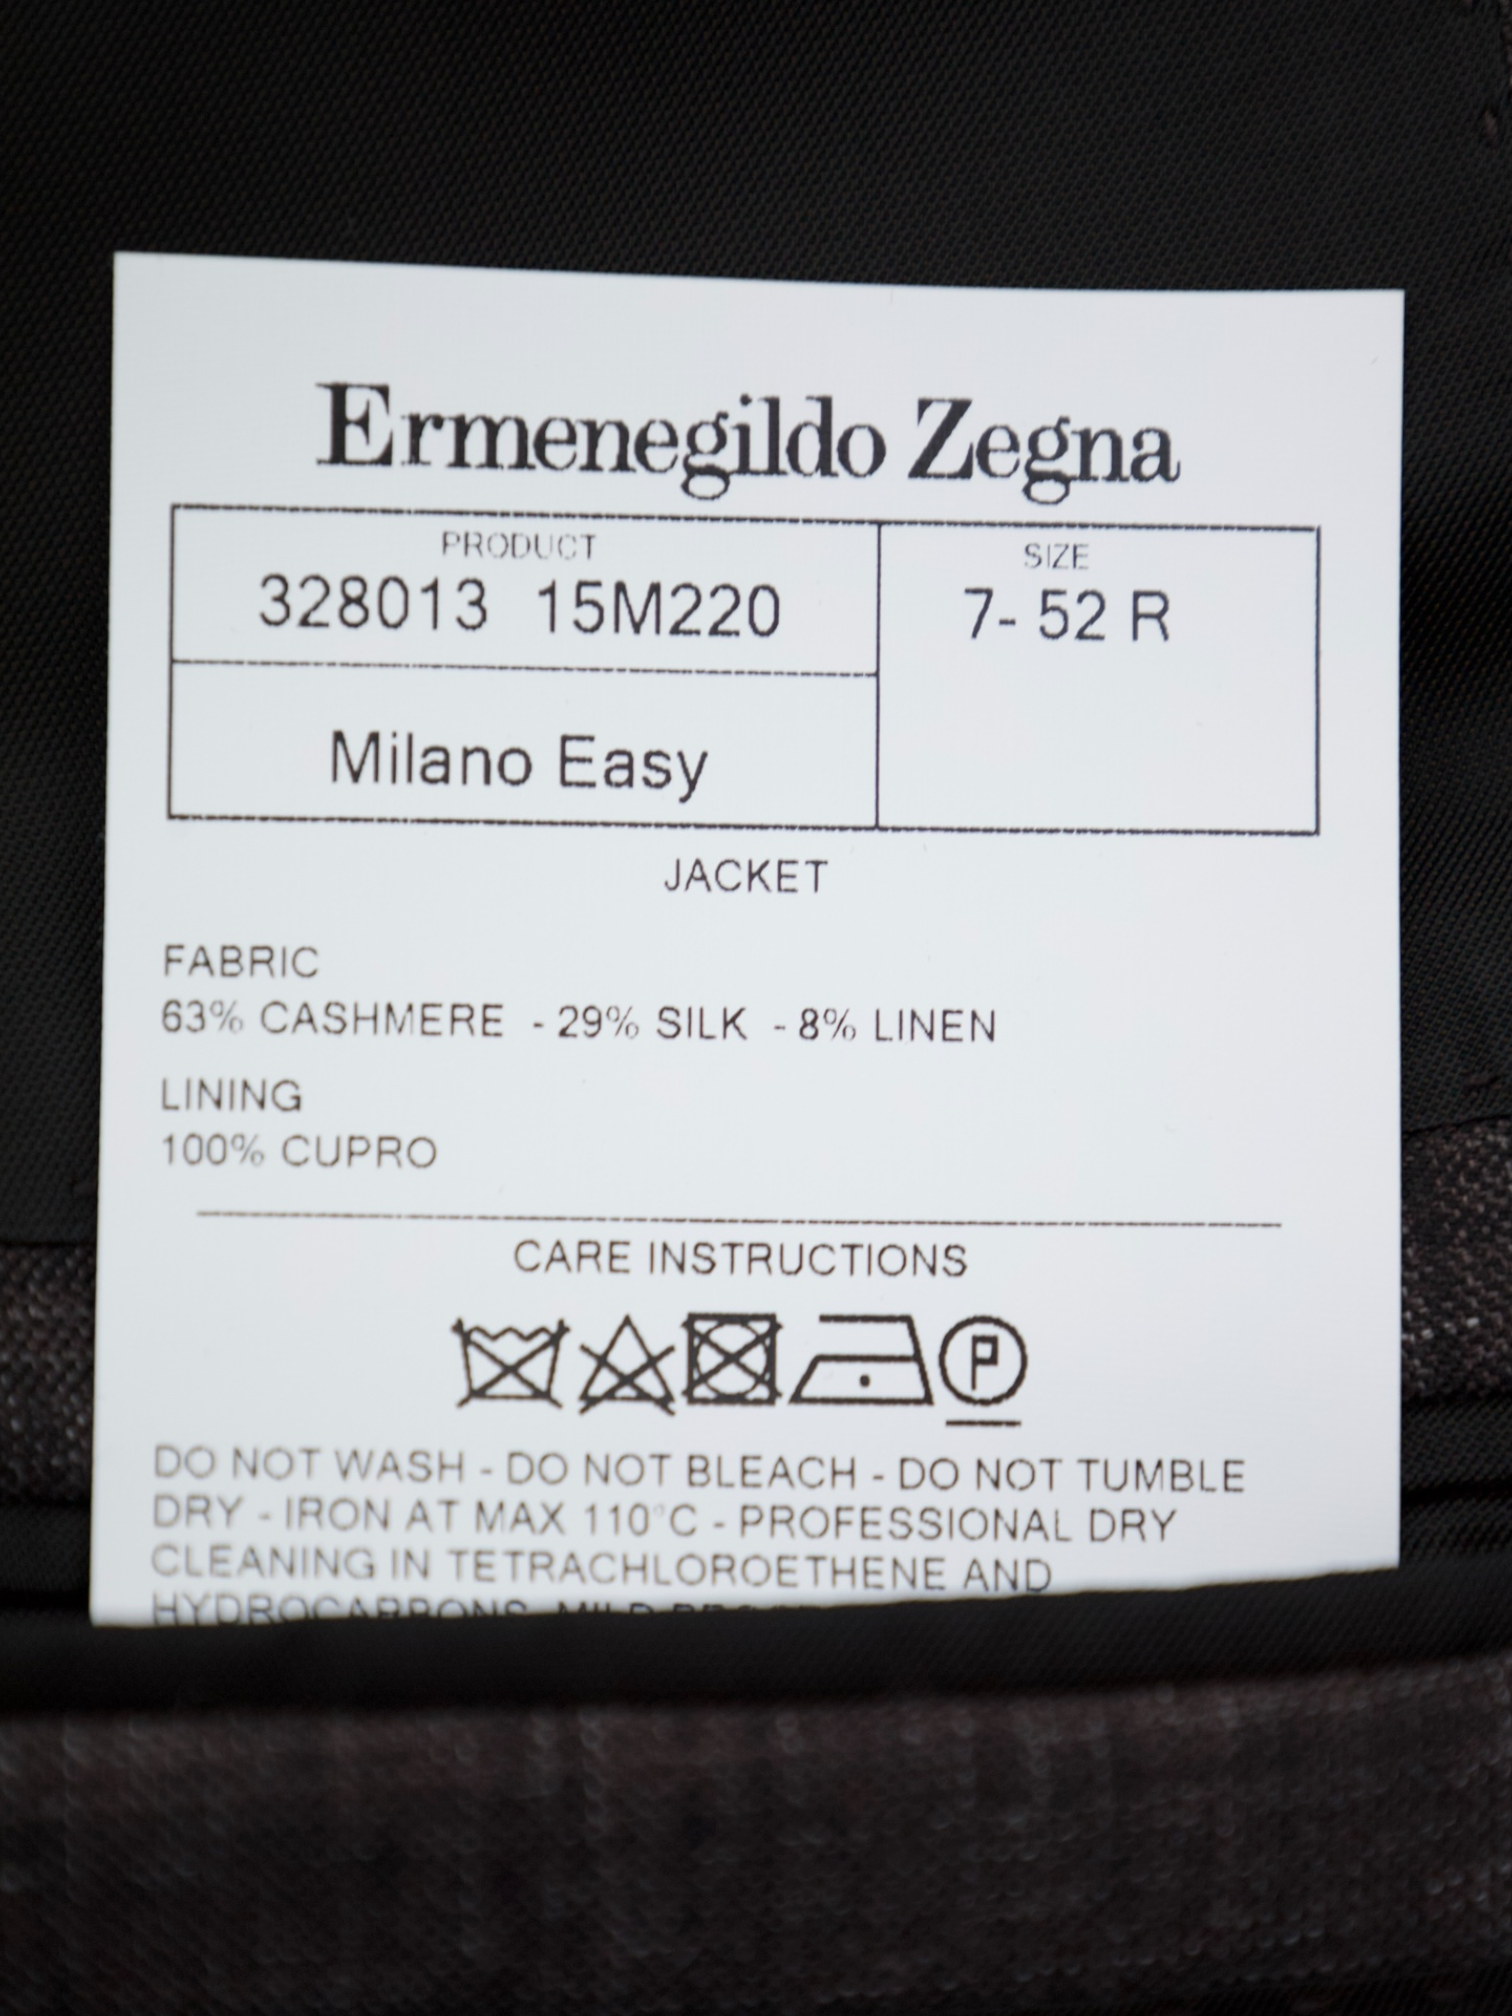 Ermenegildo Zegna
PRODUCT
328013 15M220
SIZE
7- 52 R
Milano Easy
JACKET
FABRIC
63% CASHMERE - 29% SILK - 8% LINEN
LINING
100% CUPRO
CARE INSTRUCTIONS
P
DO NOT WASH - DO NOT BLEACH - DO NOT TUMBLE
DRY - IRON AT MAX 110°C - PROFESSIONAL DRY
CLEANING IN TETRACHLOROETHENE AND
HYDROCARBONS, MILD